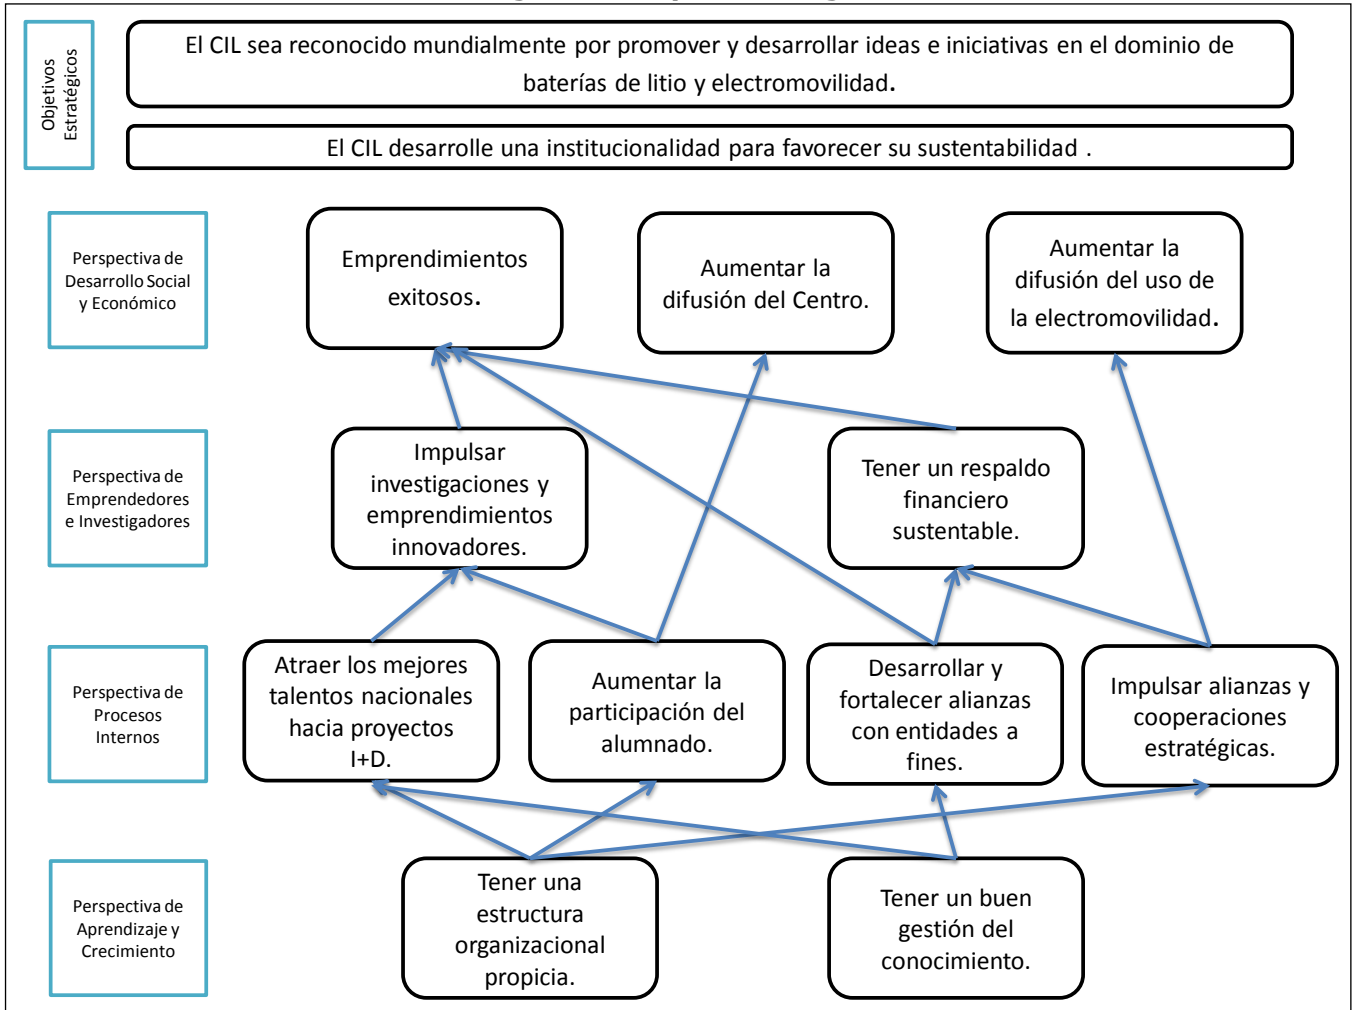 Objetivos
Estratégicos
El CIL sea reconocido mundialmente por promover y desarrollar ideas e iniciativas en el dominio de
baterías de litio y electromovilidad.
El CIL desarrolle una institucionalidad para favorecer su sustentabilidad .
Perspectiva de
Desarrollo Social
y Económico
Emprendimientos
exitosos.
Aumentar la
difusión del Centro.
Aumentar la
difusión del uso de
la electromovilidad.
Perspectiva de
Emprendedores
e Investigadores
Impulsar
investigaciones y
emprendimientos
innovadores.
Tener un respaldo
financiero
sustentable.
Perspectiva de
Procesos
Internos
Atraer los mejores
talentos nacionales
hacia proyectos
I+D.
Aumentar la
participación del
alumnado.
Desarrollar y
fortalecer alianzas
con entidades a
fines.
Impulsar alianzas y
cooperaciones
estratégicas.
Perspectiva de
Aprendizaje y
Crecimiento
Tener una
estructura
organizacional
propicia.
Tener un buen
gestión del
conocimiento.